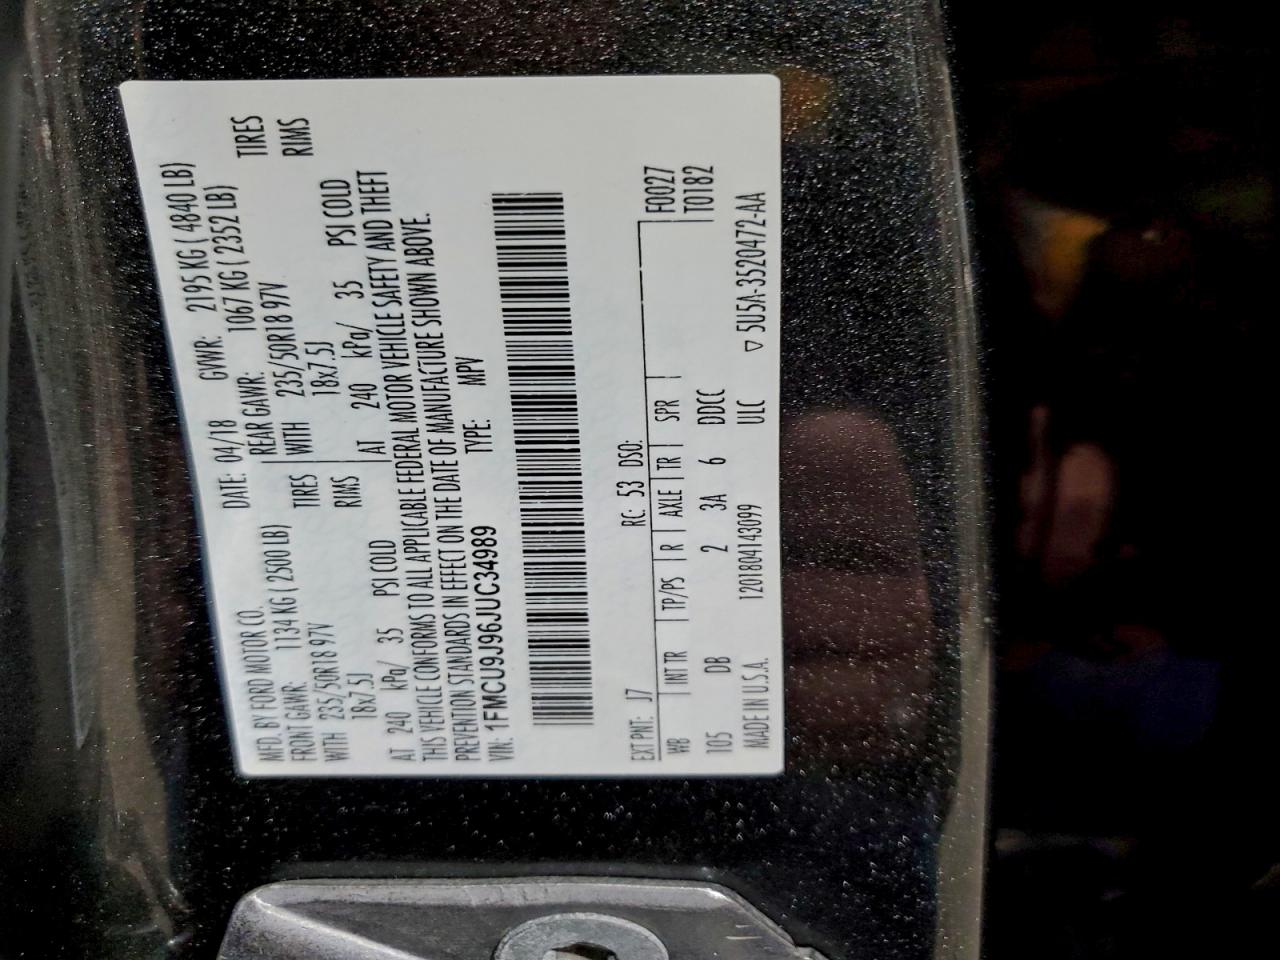 MFD. BY FORD MOTOR CO. DATE: 04/18 GVWR: 2195 KG ( 4840 LB)
FRONT GAWR: 1134 KG ( 2500 LB) REAR GAWR: 1067 KG ( 2352 LB)
WITH 235/50R18 97V TIRES WITH 235/50R18 97V TIRES
18x7.5J RIMS 18x7.5J RIMS
AT 240 kPa/ 35 PSI COLD AT 240 kPa/ 35 PSI COLD
THIS VEHICLE CONFORMS TO ALL APPLICABLE FEDERAL MOTOR VEHICLE SAFETY AND THEFT
PREVENTION STANDARDS IN EFFECT ON THE DATE OF MANUFACTURE SHOWN ABOVE.
VIN: 1FMCU9J96JUC34989 TYPE: MPV
EXT PNT: J7 RC: 53 DSO: F0027
WB INT TR TP/PS R AXLE TR SPR T0182
T05 DB 2 3A 6 DDCC
MADE IN U.S.A. 1201804143099 ULC ▽ 5U5A-3520472-AA